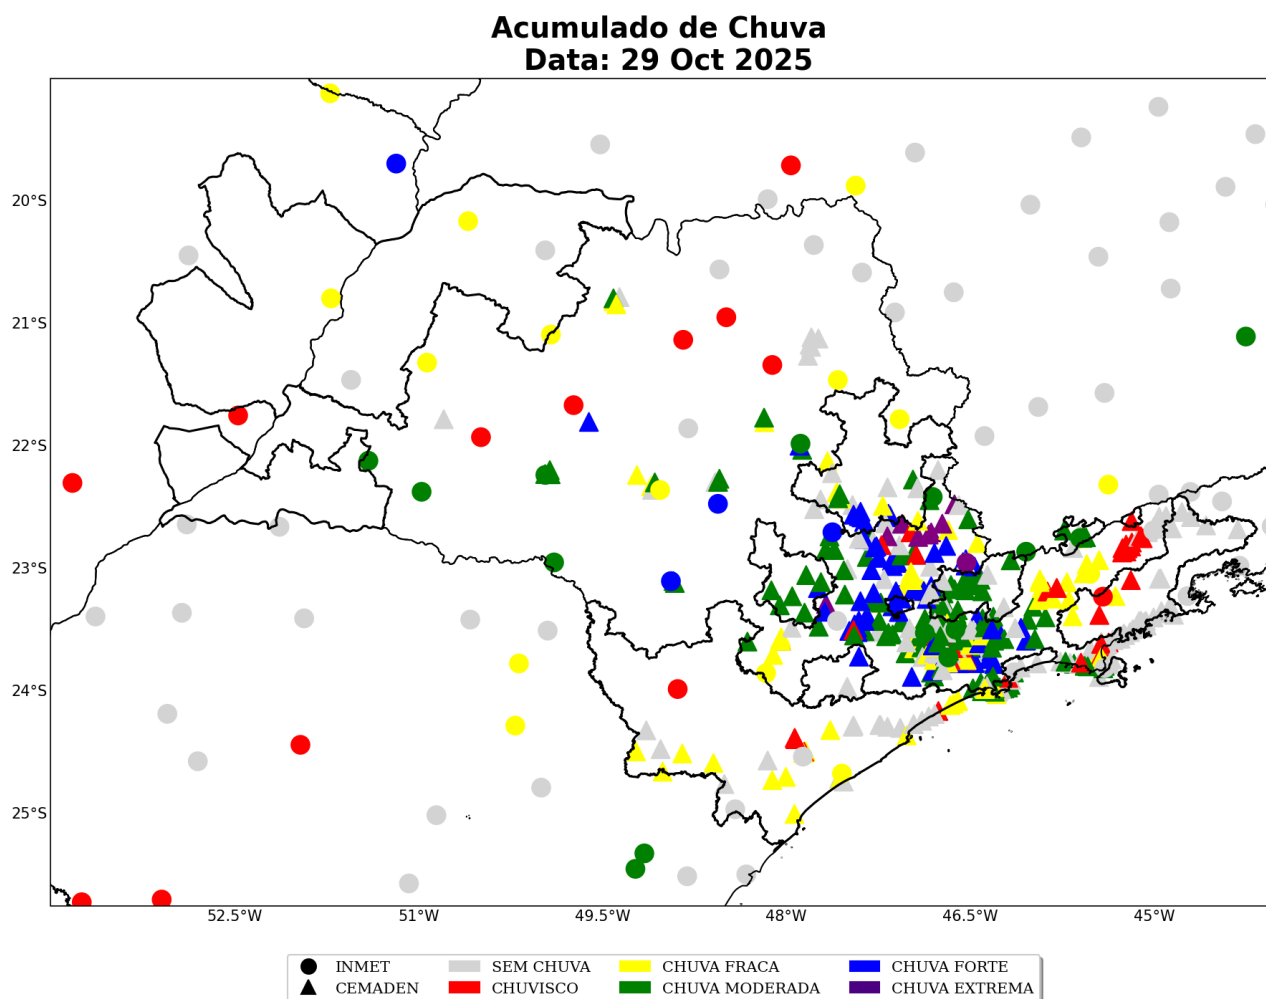 Acumulado de Chuva
Data: 29 Oct 2025
20°S
21°S
22°S
23°S
24°S
25°S
52.5°W 51°W 49.5°W 48°W 46.5°W 45°W
INMET SEM CHUVA CHUVA FRACA CHUVA FORTE
CEMADEN CHUVISCO CHUVA MODERADA CHUVA EXTREMA